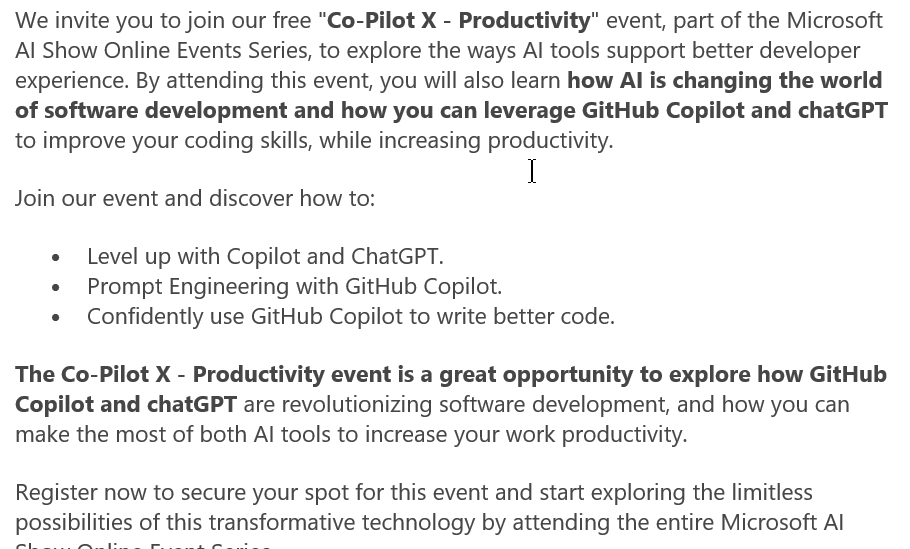 We invite you to join our free "Co-Pilot X - Productivity" event, part of the Microsoft
AI Show Online Events Series, to explore the ways AI tools support better developer
experience. By attending this event, you will also learn how AI is changing the world
of software development and how you can leverage GitHub Copilot and chatGPT
to improve your coding skills, while increasing productivity.
Join our event and discover how to:
• Level up with Copilot and ChatGPT.
• Prompt Engineering with GitHub Copilot.
• Confidently use GitHub Copilot to write better code.
The Co-Pilot X - Productivity event is a great opportunity to explore how GitHub
Copilot and chatGPT are revolutionizing software development, and how you can
make the most of both AI tools to increase your work productivity.
Register now to secure your spot for this event and start exploring the limitless
possibilities of this transformative technology by attending the entire Microsoft AI
Show Online Event Series